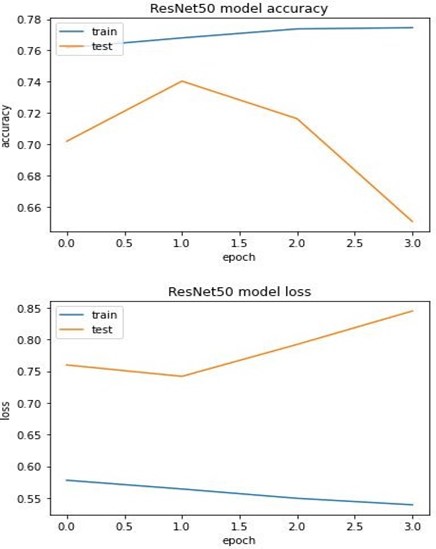 ResNet50 model accuracy
0.78
0.76
0.74
0.72
0.70
0.68
0.66
accuracy
train
test
0.0 0.5 1.0 1.5 2.0 2.5 3.0
epoch
ResNet50 model loss
0.85
0.80
0.75
0.70
0.65
0.60
0.55
loss
train
test
0.0 0.5 1.0 1.5 2.0 2.5 3.0
epoch